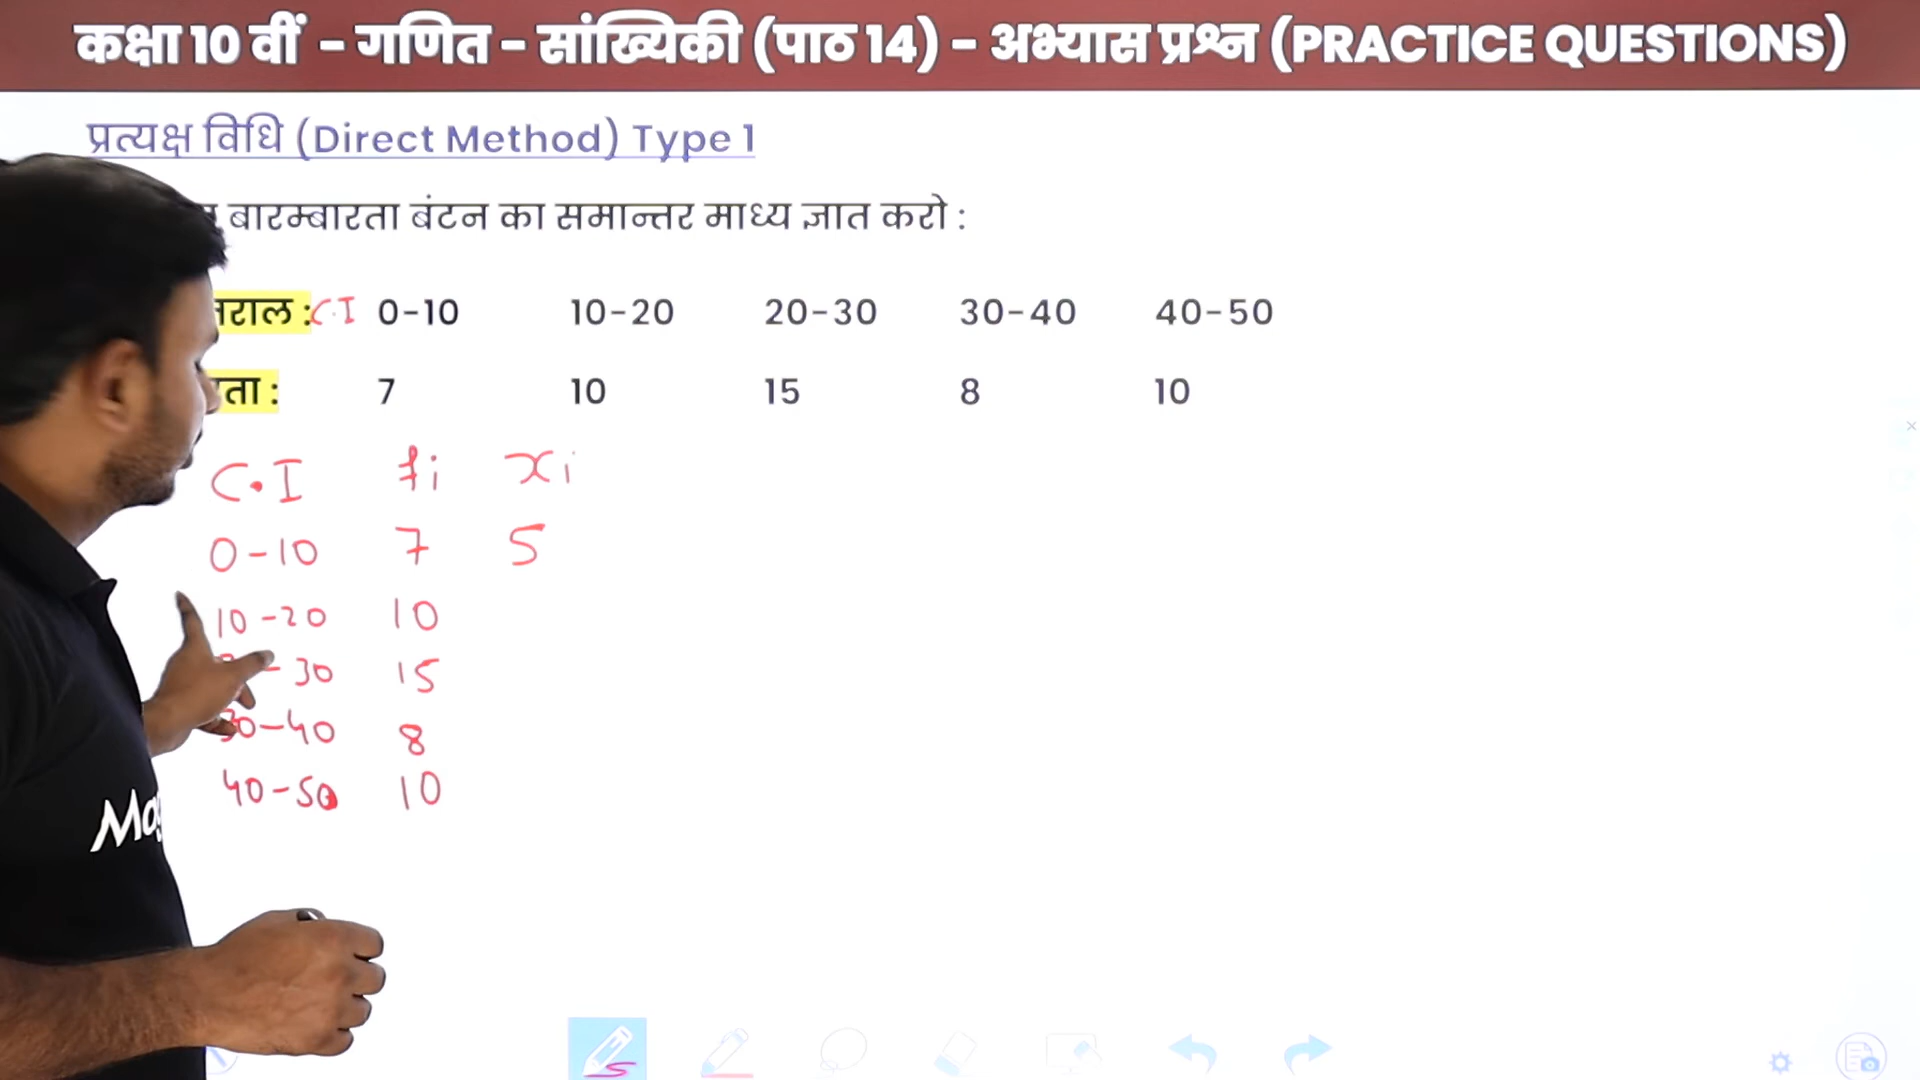 कक्षा 10 वीं - गणित - सांख्यिकी (पाठ 14) - अभ्यास प्रश्न (PRACTICE QUESTIONS)
प्रत्यक्ष विधि (Direct Method) Type 1
बारम्बारता बंटन का समान्तर माध्य ज्ञात करो :
C.I 0-10 10-20 20-30 30-40 40-50
7 10 15 8 10
C.I fi xi
0-10 7 5
10-20 10
- 30 15
30-40 8
40-50 10